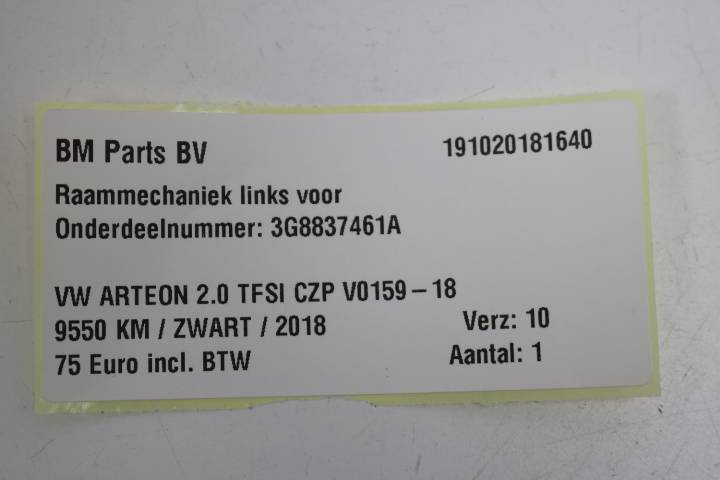 BM Parts BV 191020181640
Raammechaniek links voor
Onderdeelnummer: 3G8837461A
VW ARTEON 2.0 TFSI CZP V0159-18
9550 KM / ZWART / 2018 Verz: 10
75 Euro incl. BTW Aantal: 1